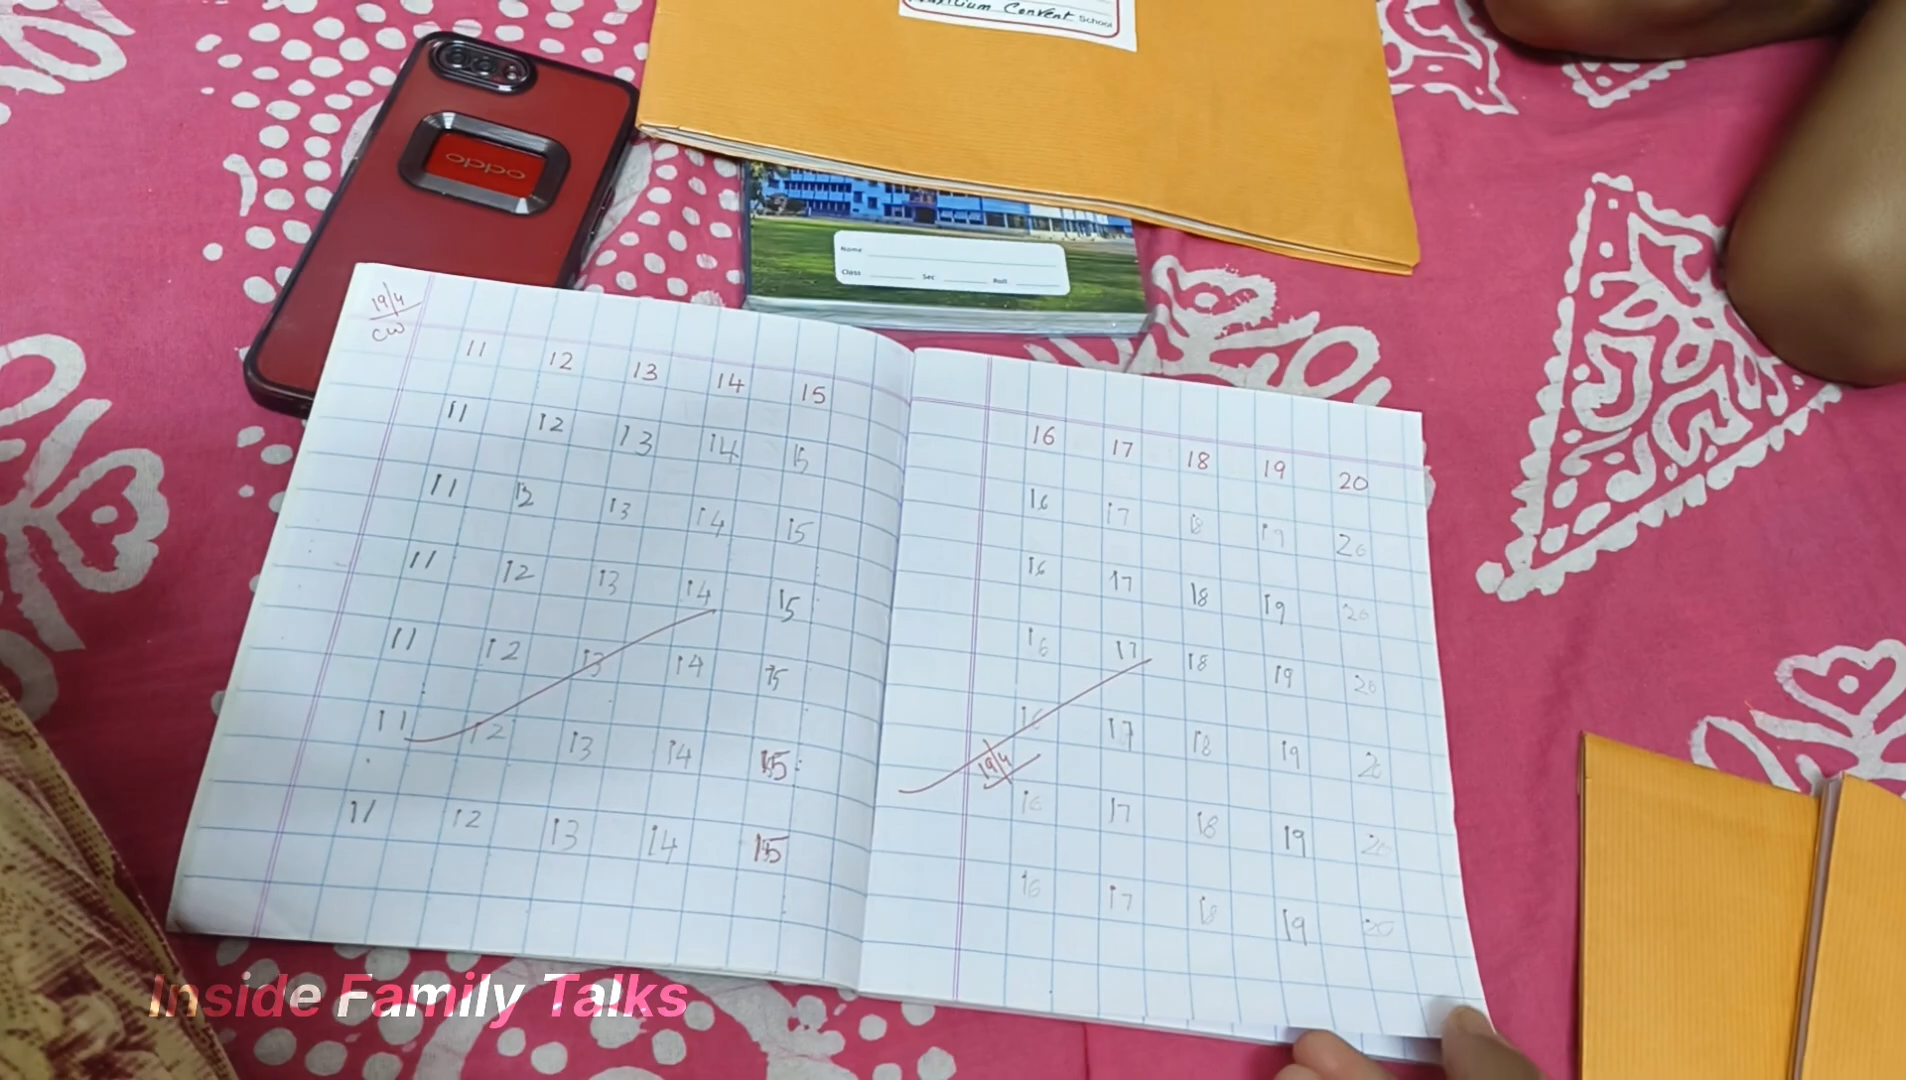 Convent School
oppo
Name
Class Sec Roll
19/4
CW
11 12 13 14 15
11 12 13 14 15
11 12 13 14 15
11 12 13 14 15
11 12 13 14 15
11 12 13 14 15
11 12 13 14 15
16 17 18 19 20
16 17 18 19 20
16 17 18 19 20
16 17 18 19 20
16 17 18 19 20
19/4
16 17 18 19 20
16 17 18 19 20
Inside Family Talks